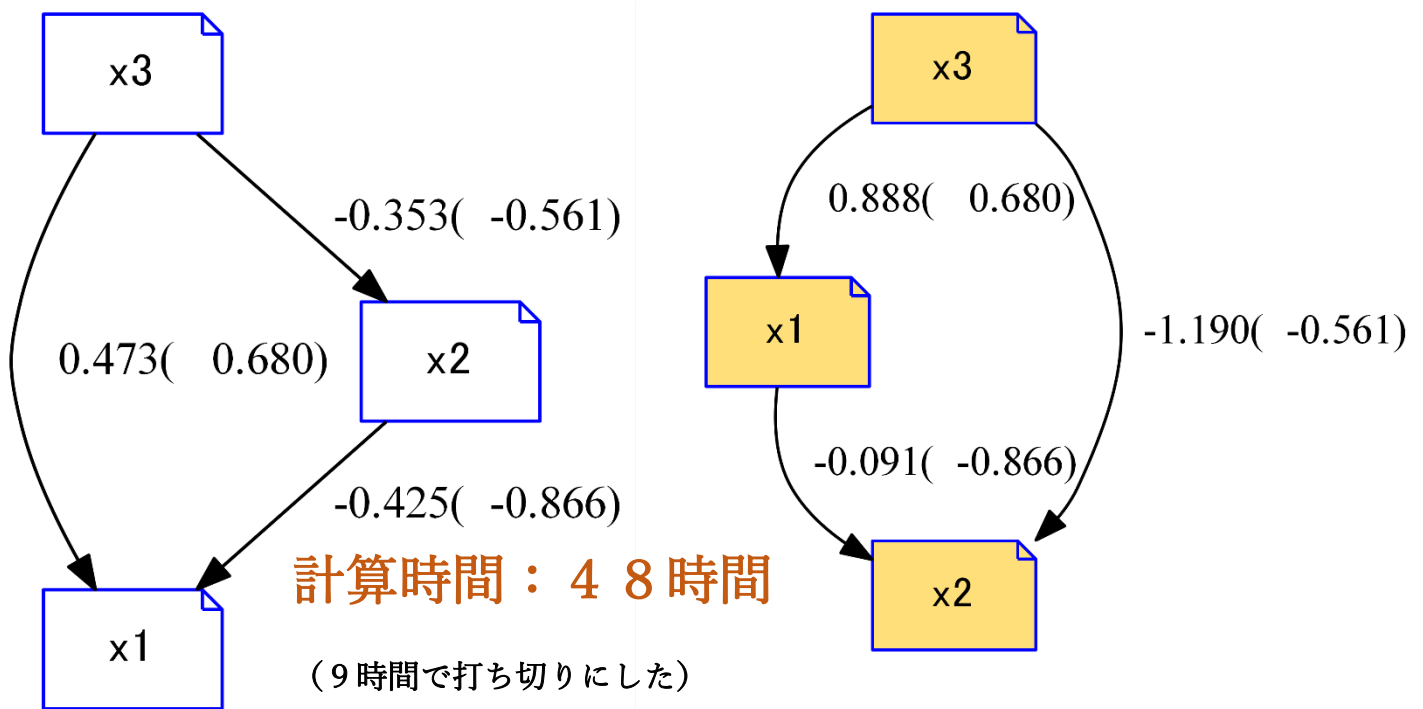 x3
-0.353(  -0.561)
0.473(   0.680)
x2
-0.425(  -0.866)
x1
計算時間：４８時間
（９時間で打ち切りにした）
x3
0.888(   0.680)
x1
-1.190(  -0.561)
-0.091(  -0.866)
x2